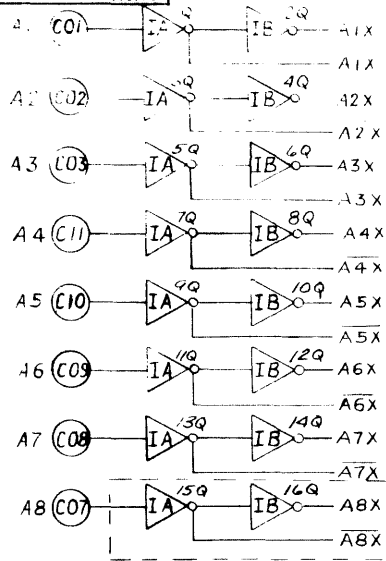 C01 IA IB 2Q A1X
A1X
A2 C02 IA 3Q IB 4Q A2X
A2X
A3 C03 IA 5Q IB 6Q A3X
A3X
A4 C11 IA 7Q IB 8Q A4X
A4X
A5 C10 IA 9Q IB 10Q A5X
A5X
A6 C09 IA 11Q IB 12Q A6X
A6X
A7 C08 IA 13Q IB 14Q A7X
A7X
A8 C07 IA 15Q IB 16Q A8X
A8X